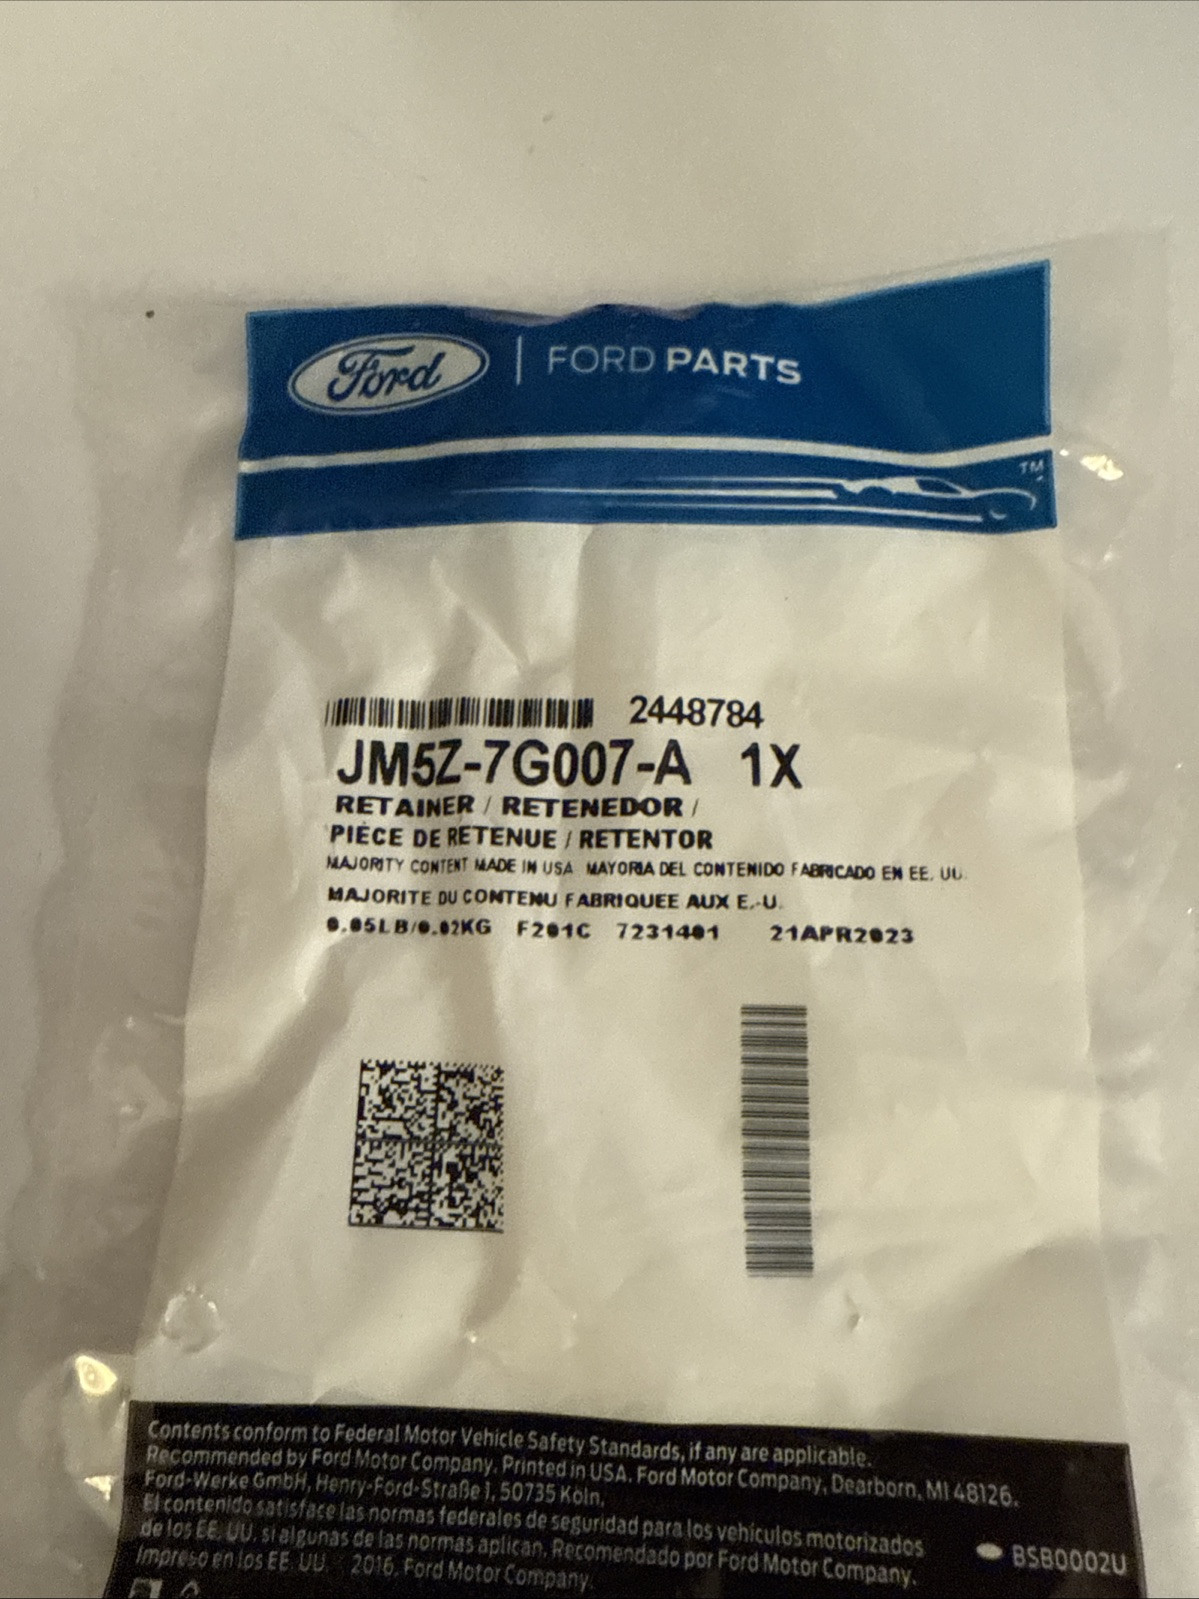 Ford | FORD PARTS
TM
2448784
JM5Z-7G007-A 1X
RETAINER / RETENEDOR /
PIÈCE DE RETENUE / RETENTOR
MAJORITY CONTENT MADE IN USA MAYORIA DEL CONTENIDO FABRICADO EN EE. UU.
MAJORITE DU CONTENU FABRIQUEE AUX E.-U.
0.05LB/0.02KG F201C 7231401 21APR2023
Contents conform to Federal Motor Vehicle Safety Standards, if any are applicable.
Recommended by Ford Motor Company. Printed in USA. Ford Motor Company, Dearborn, MI 48126.
Ford-Werke GmbH, Henry-Ford-Straße 1, 50735 Köln.
El contenido satisface las normas federales de seguridad para los vehículos motorizados
de los EE. UU. si algunas de las normas aplican. Recomendado por Ford Motor Company.
Impreso en los EE. UU. 2016, Ford Motor Company.
BSB0002U